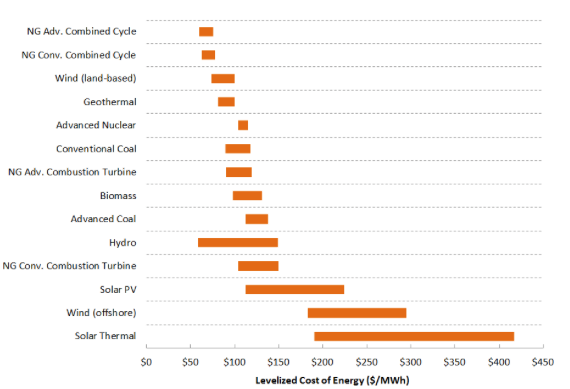 NG Adv. Combined Cycle
NG Conv. Combined Cycle
Wind (land-based)
Geothermal
Advanced Nuclear
Conventional Coal
NG Adv. Combustion Turbine
Biomass
Advanced Coal
Hydro
NG Conv. Combustion Turbine
Solar PV
Wind (offshore)
Solar Thermal
$0 $50 $100 $150 $200 $250 $300 $350 $400 $450
Levelized Cost of Energy ($/MWh)